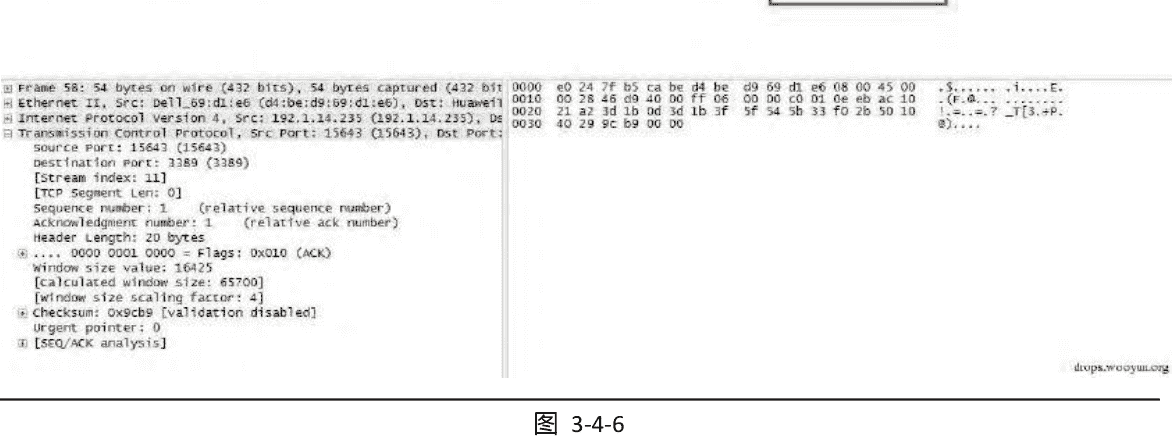 Frame 58: 54 bytes on wire (432 bits), 54 bytes captured (432 bit
Ethernet II, Src: Dell_69:d1:e6 (d4:be:d9:69:d1:e6), Dst: Huawei
Internet Protocol Version 4, Src: 192.1.14.235 (192.1.14.235), Ds
Transmission Control Protocol, Src Port: 15643 (15643), Dst Port:
Source Port: 15643 (15643)
Destination Port: 3389 (3389)
[Stream index: 11]
[TCP Segment Len: 0]
Sequence number: 1 (relative sequence number)
Acknowledgment number: 1 (relative ack number)
Header Length: 20 bytes
.... 0000 0001 0000 = Flags: 0x010 (ACK)
Window size value: 16425
[Calculated window size: 65700]
[Window size scaling factor: 4]
Checksum: 0x9cb9 [validation disabled]
Urgent pointer: 0
[SEQ/ACK analysis]
0000 e0 24 7f b5 ca be d4 be d9 69 d1 e6 08 00 45 00 .$...... .i....E.
0010 00 28 46 d9 40 00 ff 06 00 00 c0 01 0e eb ac 10 .(F.@... ........
0020 21 a2 3d 1b 0d 3d 1b 3f 5f 54 5b 33 f0 2b 50 10 !.=..=.? _T[3.+P.
0030 40 29 9c b9 00 00 @)....
drops.wooyun.org
图 3-4-6